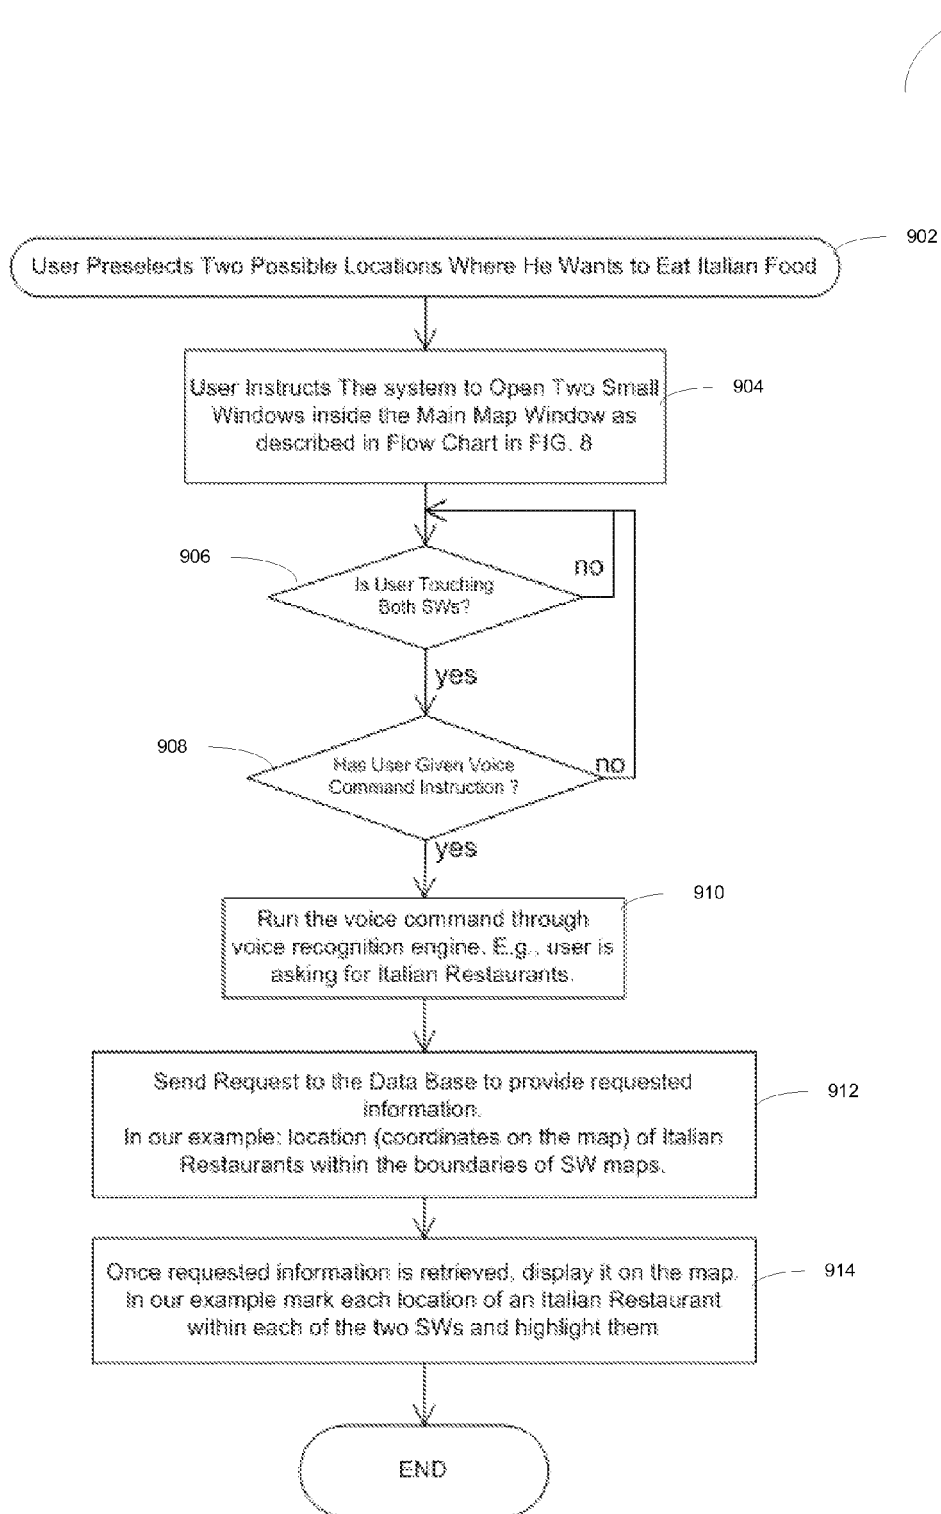 902
User Preselects Two Possible Locations Where He Wants to Eat Italian Food
User Instructs The system to Open Two Small
Windows inside the Main Map Window as
described in Flow Chart in FIG. 8
904
906
Is User Touching
Both SWs?
no
yes
908
Has User Given Voice
Command Instruction ?
no
yes
910
Run the voice command through
voice recognition engine. E.g., user is
asking for Italian Restaurants.
Send Request to the Data Base to provide requested
information.
In our example: location (coordinates on the map) of Italian
Restaurants within the boundaries of SW maps.
912
Once requested information is retrieved, display it on the map.
In our example mark each location of an Italian Restaurant
within each of the two SWs and highlight them
914
END